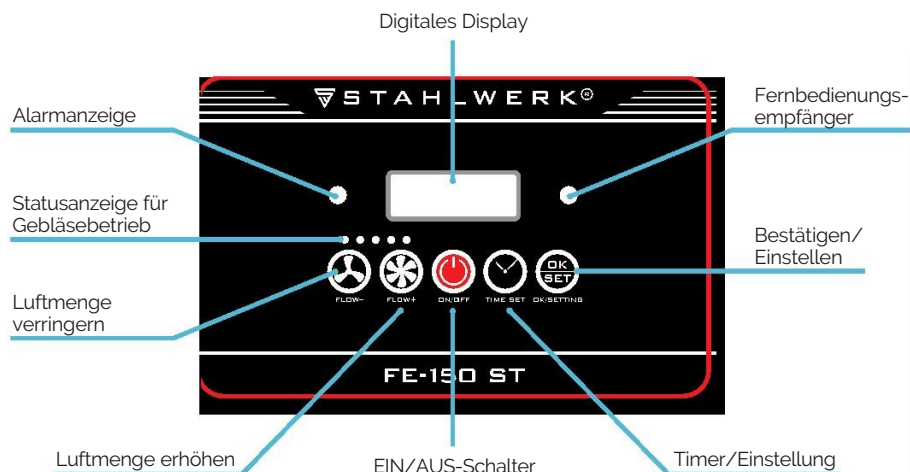 Digitales Display
STAHLWERK®
Alarmanzeige
Fernbedienungs-
empfänger
Statusanzeige für
Gebläsebetrieb
Bestätigen/
Einstellen
OK
SET
FLOW- FLOW+ ON/OFF TIME SET OK/SETTING
Luftmenge
verringern
FE-150 ST
Luftmenge erhöhen
EIN/AUS-Schalter
Timer/Einstellung